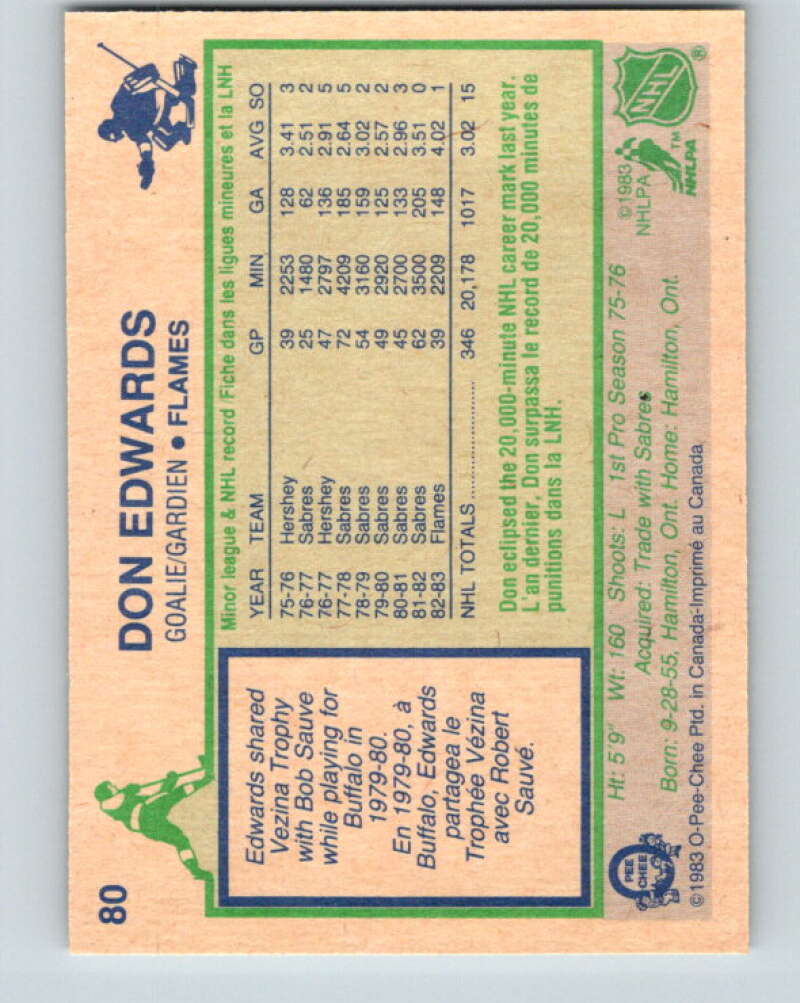 80
DON EDWARDS
GOALIE/GARDIEN • FLAMES
Edwards shared
Vezina Trophy
with Bob Sauve
while playing for
Buffalo in
1979-80.
En 1979-80, à
Buffalo, Edwards
partagea le
Trophée Vézina
avec Robert
Sauvé.
Minor league & NHL record Fiche dans les ligues mineures et la LNH
YEAR TEAM GP MIN GA AVG SO
75-76 Hershey 39 2253 128 3.41 3
76-77 Sabres 25 1480 62 2.51 2
76-77 Hershey 47 2797 136 2.91 5
77-78 Sabres 72 4209 185 2.64 5
78-79 Sabres 54 3160 159 3.02 2
79-80 Sabres 49 2920 125 2.57 2
80-81 Sabres 45 2700 133 2.96 3
81-82 Sabres 62 3500 205 3.51 0
82-83 Flames 39 2209 148 4.02 1
NHL TOTALS................ 346 20,178 1017 3.02 15
Don eclipsed the 20,000-minute NHL career mark last year.
L'an dernier, Don surpassa le record de 20,000 minutes de
punitions dans la LNH.
Ht: 5'9" Wt: 160 Shoots: L 1st Pro Season 75-76
Acquired: Trade with Sabres
Born: 9-28-55, Hamilton, Ont. Home: Hamilton, Ont.
©1983
NHLPA
NHL ®
TM
NHLPA
O
PEE
CHEE
©1983 O-Pee-Chee Ptd. in Canada-Imprimé au Canada